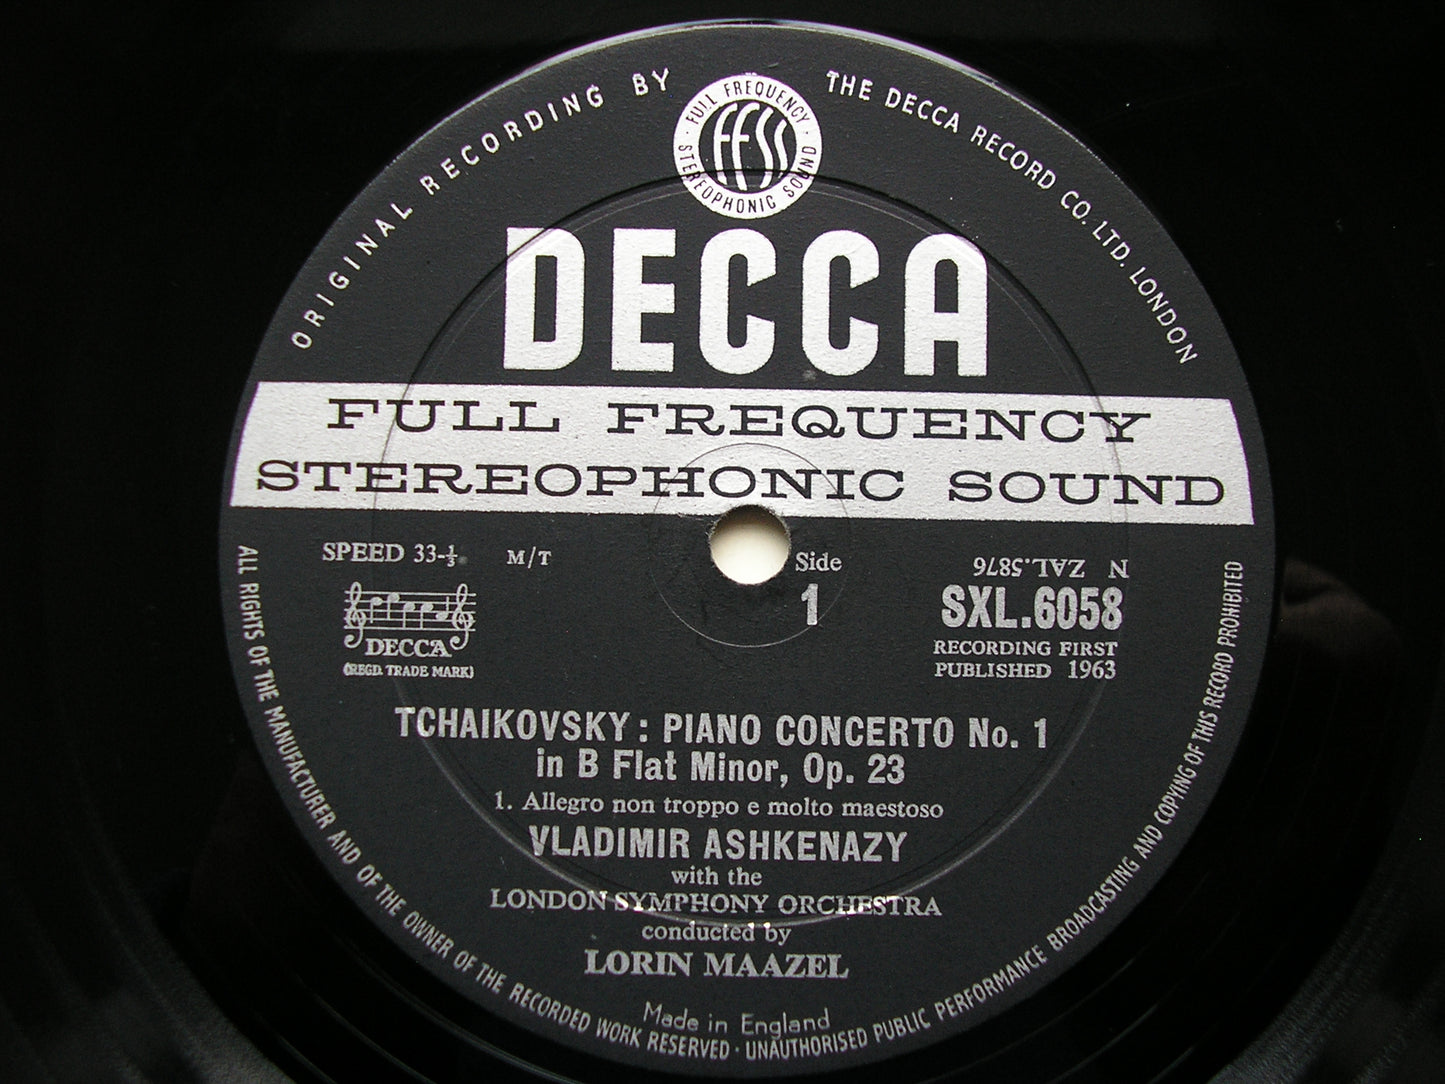 ORIGINAL RECORDING BY THE DECCA RECORD CO. LTD. LONDON
FULL FREQUENCY
FFSS
STEREOPHONIC SOUND
DECCA
FULL FREQUENCY
STEREOPHONIC SOUND
SPEED 33-⅓
M/T
Side
1
N ZAL.5876
SXL.6058
RECORDING FIRST
PUBLISHED 1963
DECCA
(REGD. TRADE MARK)
TCHAIKOVSKY: PIANO CONCERTO No. 1
in B Flat Minor, Op. 23
1. Allegro non troppo e molto maestoso
VLADIMIR ASHKENAZY
with the
LONDON SYMPHONY ORCHESTRA
conducted by
LORIN MAAZEL
Made in England
ALL RIGHTS OF THE MANUFACTURER AND OF THE OWNER OF THE RECORDED WORK RESERVED · UNAUTHORISED PUBLIC PERFORMANCE BROADCASTING AND COPYING OF THIS RECORD PROHIBITED